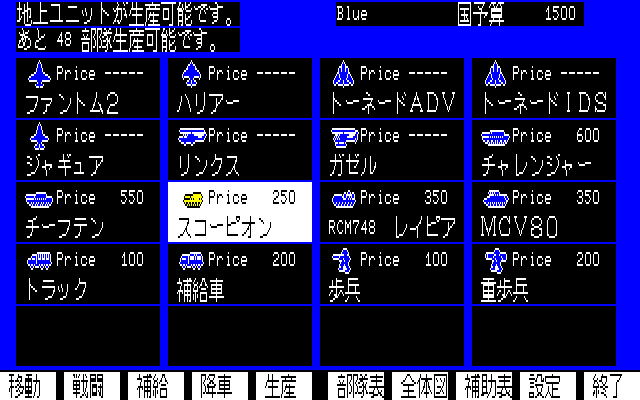 地上ユニットが生産可能です。 Blue 国予算 1500
あと 48 部隊生産可能です。
Price ----- Price ----- Price ----- Price -----
ファントム2 ハリアー トーネードADV トーネードIDS
Price ----- Price ----- Price ----- Price 600
ジャギュア リンクス ガゼル チャレンジャー
Price 550 Price 250 Price 350 Price 350
チーフテン スコーピオン RCM748 レイピア MCV80
Price 100 Price 200 Price 100 Price 200
トラック 補給車 歩兵 重歩兵
移動 戦闘 補給 降車 生産 部隊表 全体図 補助表 設定 終了